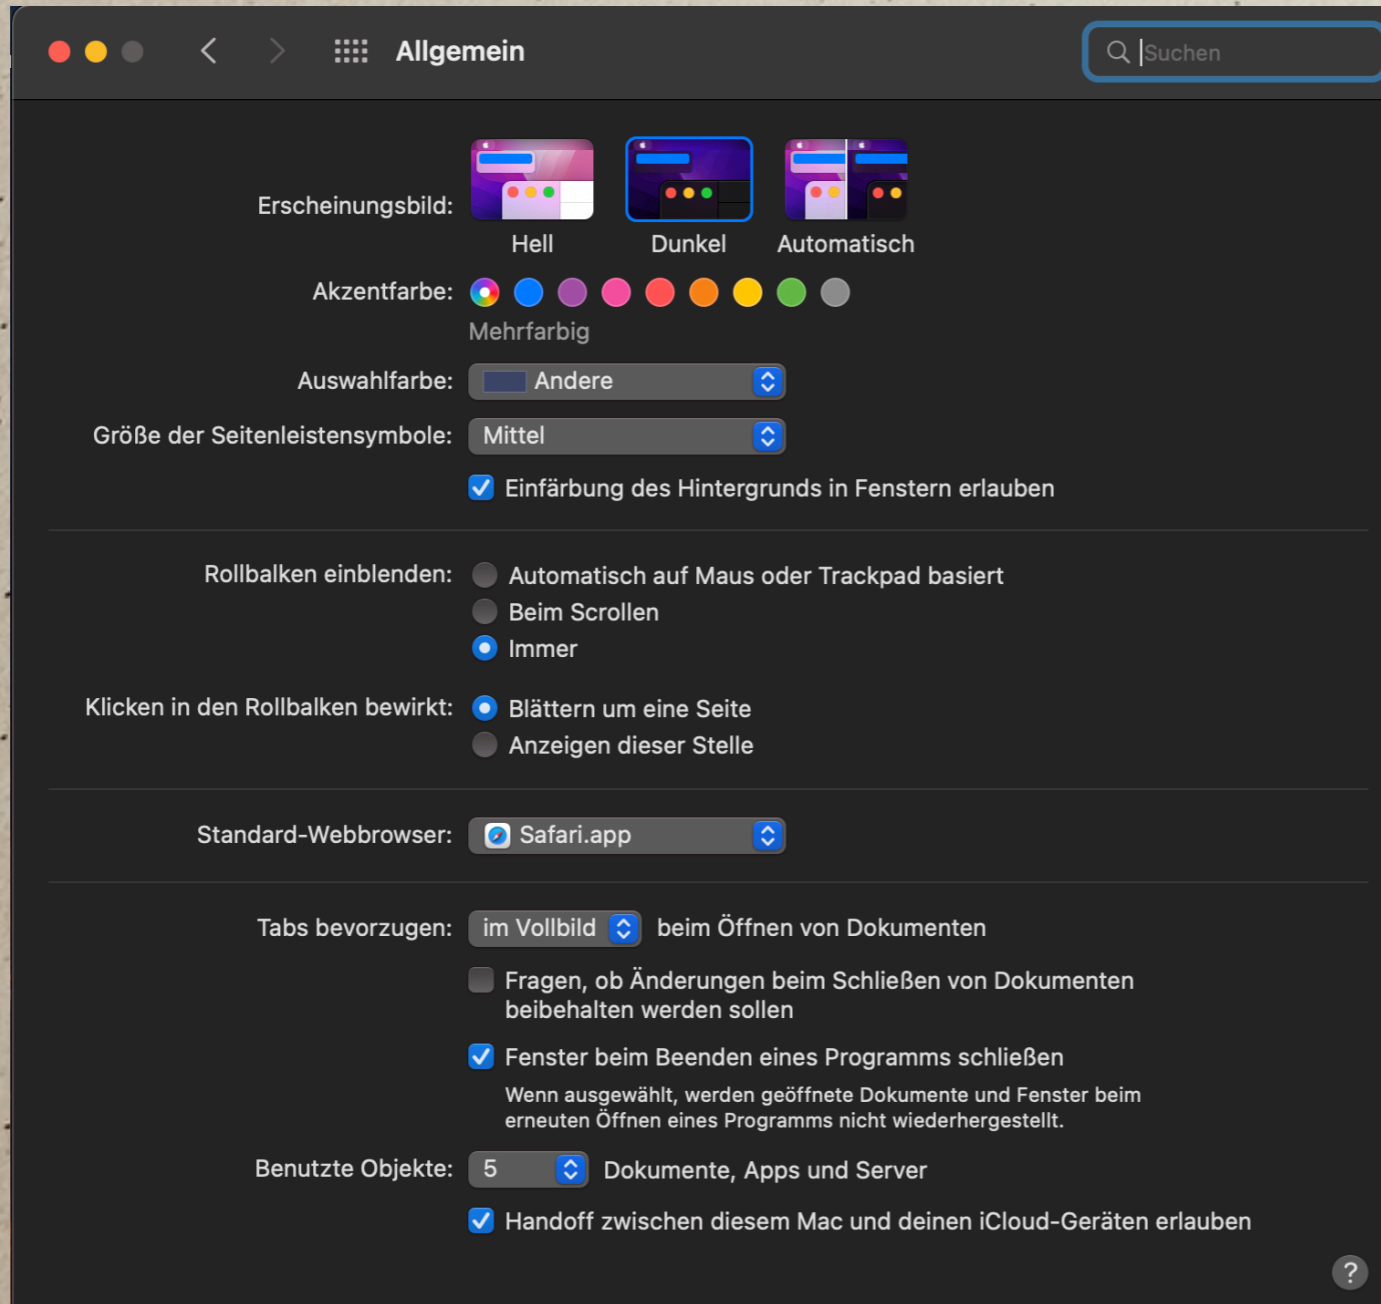 Allgemein
Suchen
Erscheinungsbild:
Hell Dunkel Automatisch
Akzentfarbe:
Mehrfarbig
Auswahlfarbe: Andere
Größe der Seitenleistensymbole: Mittel
Einfärbung des Hintergrunds in Fenstern erlauben
Rollbalken einblenden: Automatisch auf Maus oder Trackpad basiert
Beim Scrollen
Immer
Klicken in den Rollbalken bewirkt: Blättern um eine Seite
Anzeigen dieser Stelle
Standard-Webbrowser: Safari.app
Tabs bevorzugen: im Vollbild beim Öffnen von Dokumenten
Fragen, ob Änderungen beim Schließen von Dokumenten
beibehalten werden sollen
Fenster beim Beenden eines Programms schließen
Wenn ausgewählt, werden geöffnete Dokumente und Fenster beim
erneuten Öffnen eines Programms nicht wiederhergestellt.
Benutzte Objekte: 5 Dokumente, Apps und Server
Handoff zwischen diesem Mac und deinen iCloud-Geräten erlauben
?